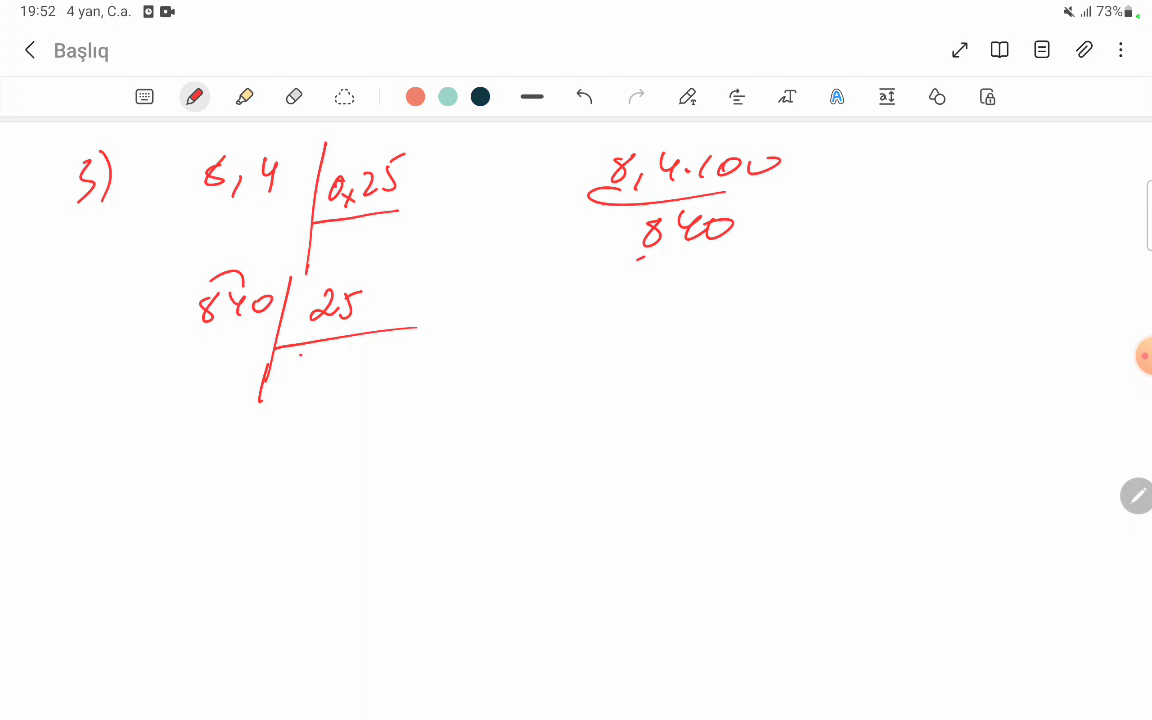 19:52 4 yan, C.a. 73%
Başlıq
3) 8,4 0,25
8,4·100
840
840 25